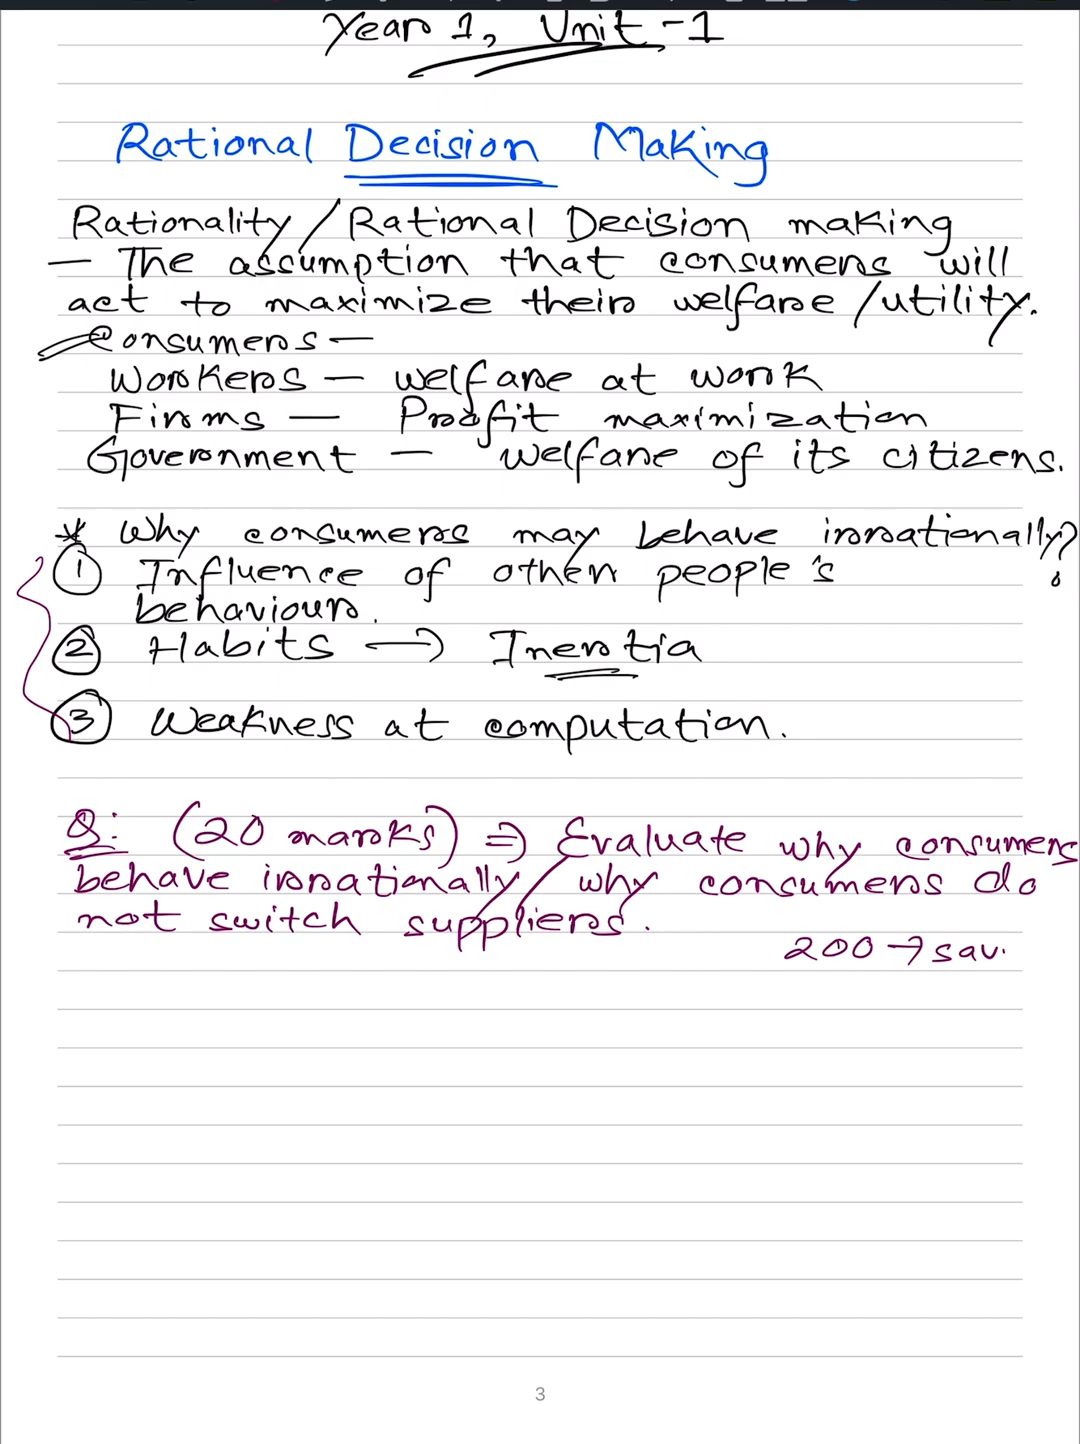 Year 1, Unit-1
Rational Decision Making
Rationality/Rational Decision making
— The assumption that consumers will
act to maximize their welfare/utility.
Consumers —
Workers — welfare at work
Firms — Profit maximization
Government — welfare of its citizens.
* Why consumers may behave irrationally?
① Influence of other people's
behaviour.
② Habits → Inertia
③ Weakness at computation.
Q: (20 marks) ⇒ Evaluate why consumers
behave irrationally/why consumers do
not switch suppliers.
200 → sav.
3